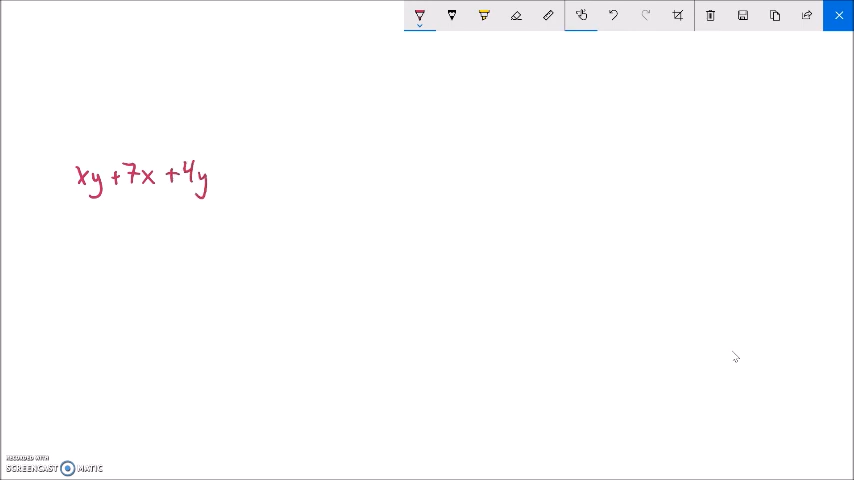 xy + 7x + 4y
RECORDED WITH
SCREENCAST MATIC